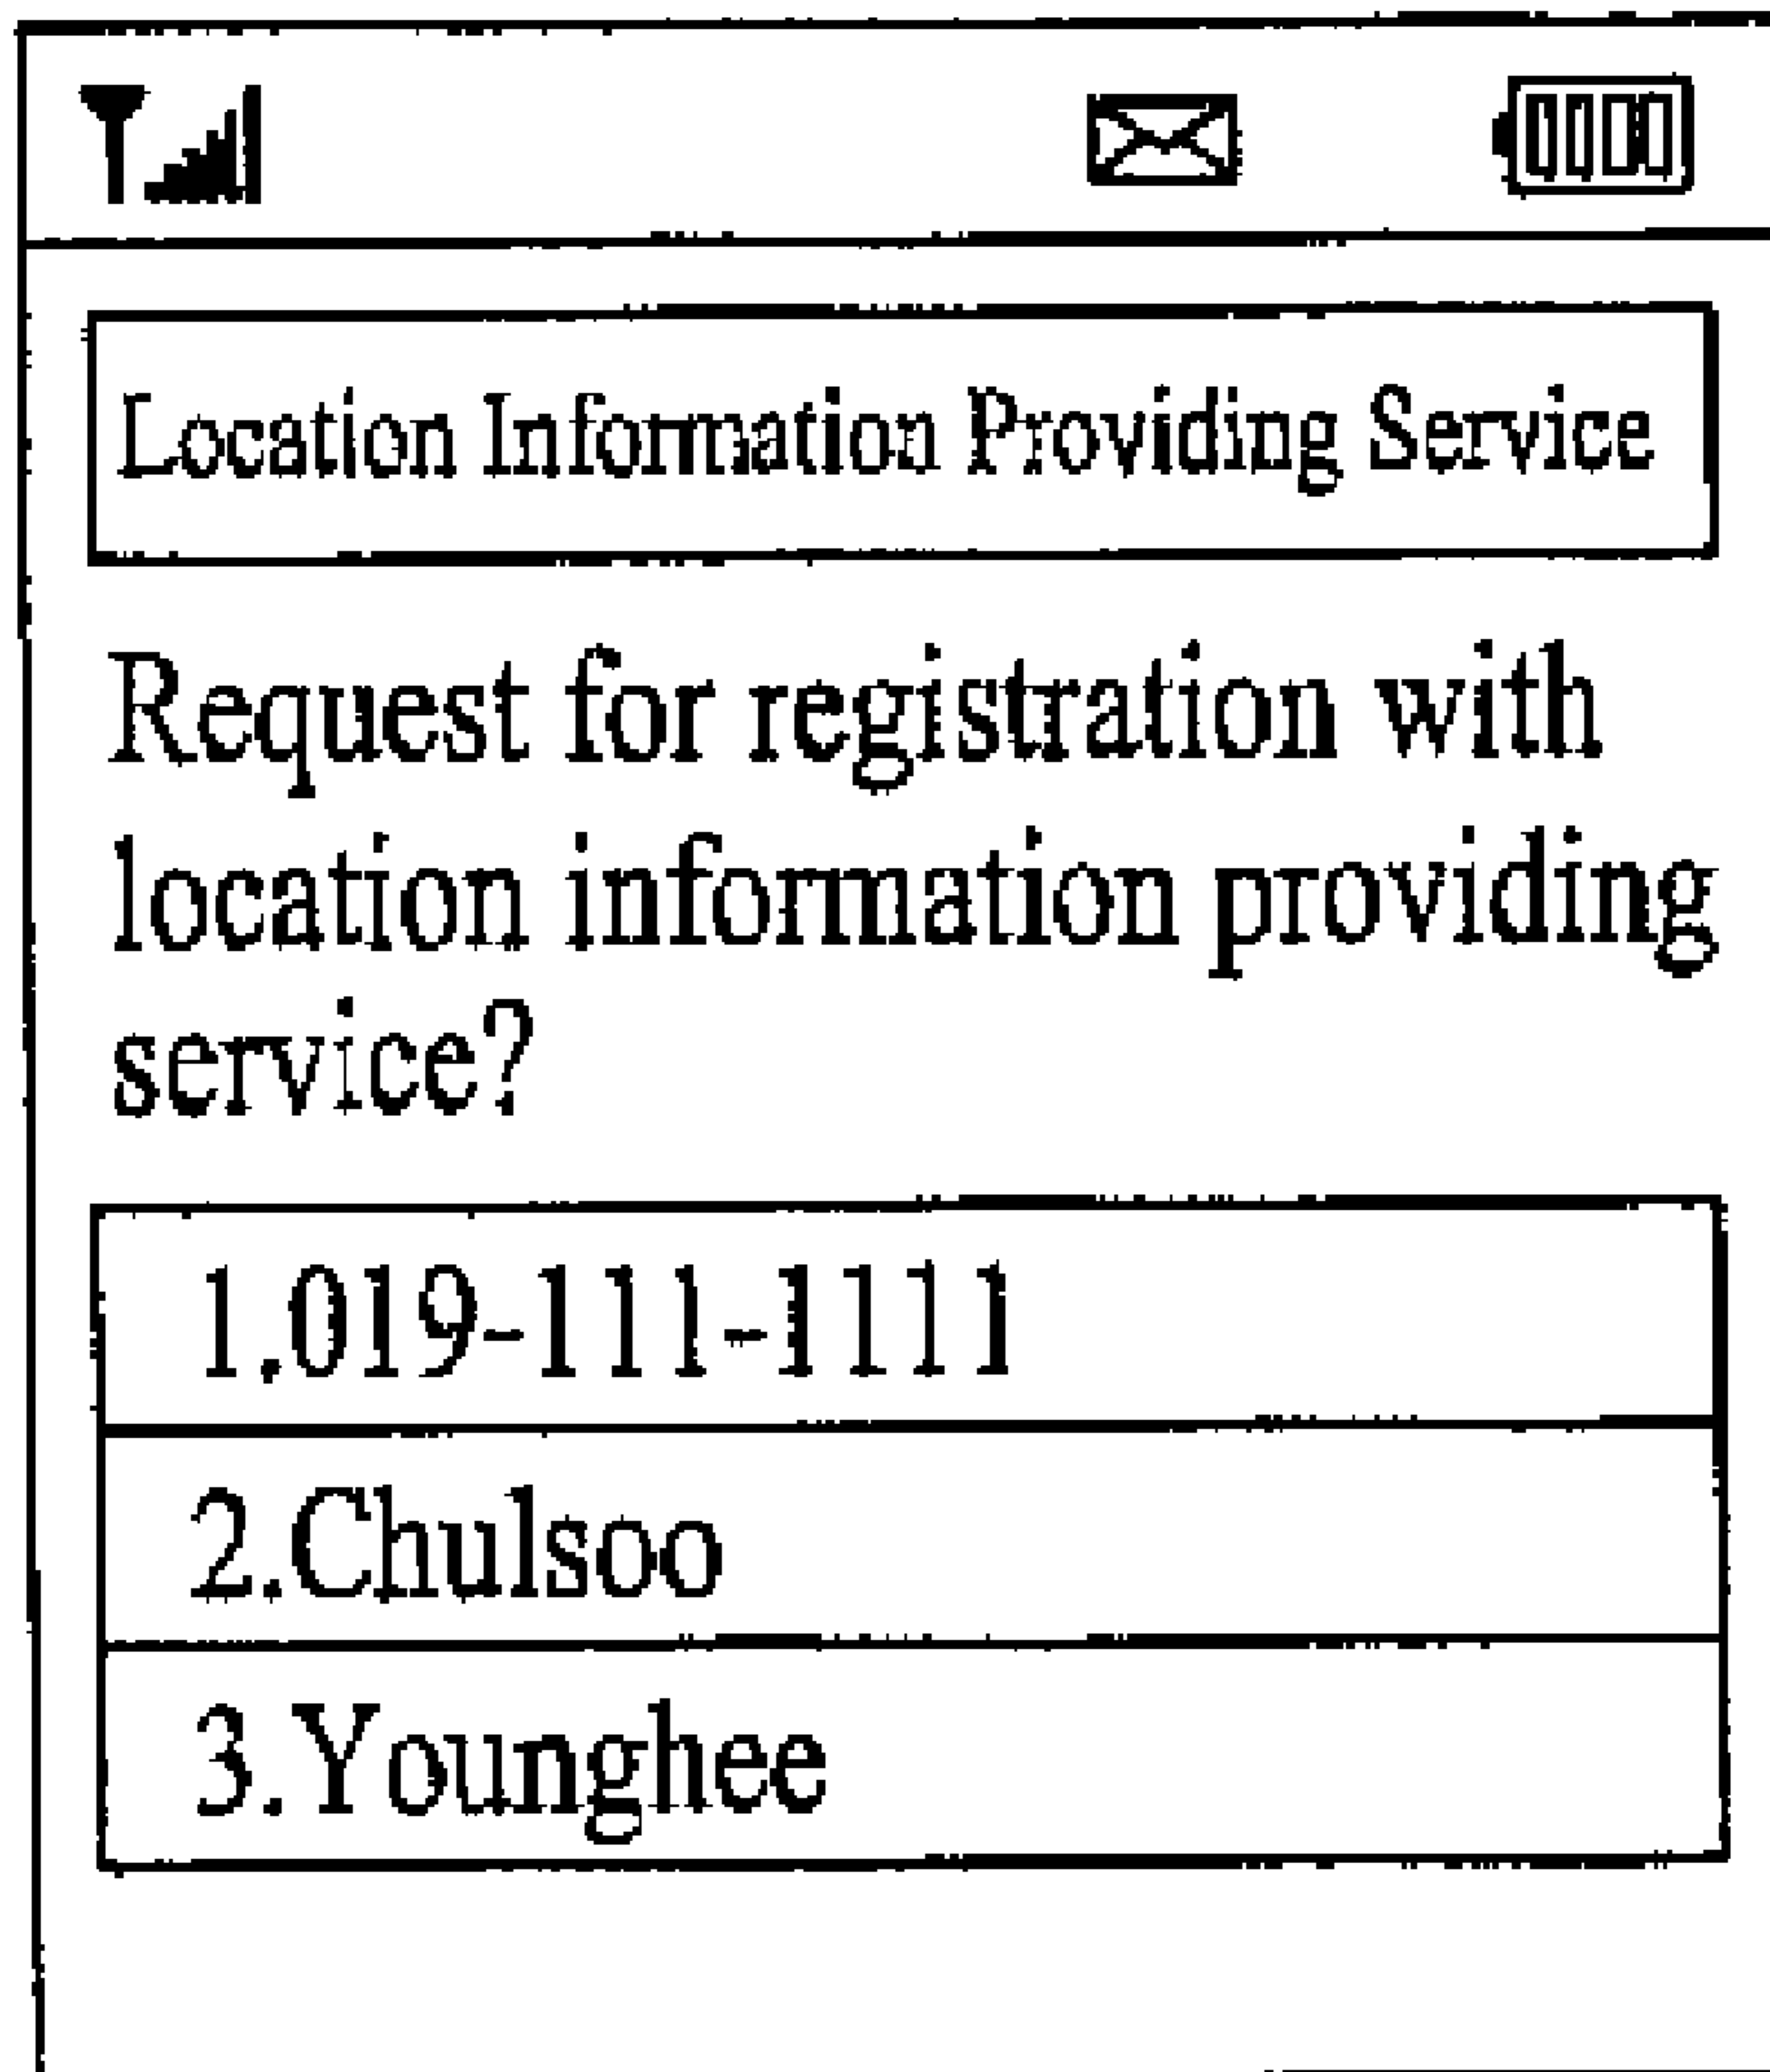 Location Information Providing Service
Request for registration with
location information providing
service?
1.019-111-1111
2.Chulsoo
3.Younghee